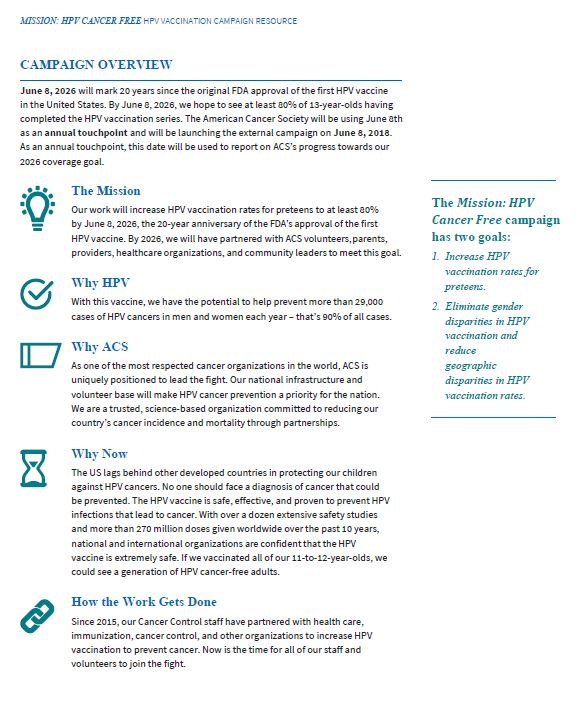 MISSION: HPV CANCER FREE HPV VACCINATION CAMPAIGN RESOURCE
CAMPAIGN OVERVIEW
June 8, 2026 will mark 20 years since the original FDA approval of the first HPV vaccine
in the United States. By June 8, 2026, we hope to see at least 80% of 13-year-olds having
completed the HPV vaccination series. The American Cancer Society will be using June 8th
as an annual touchpoint and will be launching the external campaign on June 8, 2018.
As an annual touchpoint, this date will be used to report on ACS's progress towards our
2026 coverage goal.
The Mission
Our work will increase HPV vaccination rates for preteens to at least 80%
by June 8, 2026, the 20-year anniversary of the FDA's approval of the first
HPV vaccine. By 2026, we will have partnered with ACS volunteers,parents,
providers, healthcare organizations, and community leaders to meet this goal.
Why HPV
With this vaccine, we have the potential to help prevent more than 29,000
cases of HPV cancers in men and women each year – that's 90% of all cases.
Why ACS
As one of the most respected cancer organizations in the world, ACS is
uniquely positioned to lead the fight. Our national infrastructure and
volunteer base will make HPV cancer prevention a priority for the nation.
We are a trusted, science-based organization committed to reducing our
country's cancer incidence and mortality through partnerships.
Why Now
The US lags behind other developed countries in protecting our children
against HPV cancers. No one should face a diagnosis of cancer that could
be prevented. The HPV vaccine is safe, effective, and proven to prevent HPV
infections that lead to cancer. With over a dozen extensive safety studies
and more than 270 million doses given worldwide over the past 10 years,
national and international organizations are confident that the HPV
vaccine is extremely safe. If we vaccinated all of our 11-to-12-year-olds, we
could see a generation of HPV cancer-free adults.
How the Work Gets Done
Since 2015, our Cancer Control staff have partnered with health care,
immunization, cancer control, and other organizations to increase HPV
vaccination to prevent cancer. Now is the time for all of our staff and
volunteers to join the fight.
The Mission: HPV
Cancer Free campaign
has two goals:
1. Increase HPV
vaccination rates for
preteens.
2. Eliminate gender
disparities in HPV
vaccination and
reduce
geographic
disparities in HPV
vaccination rates.